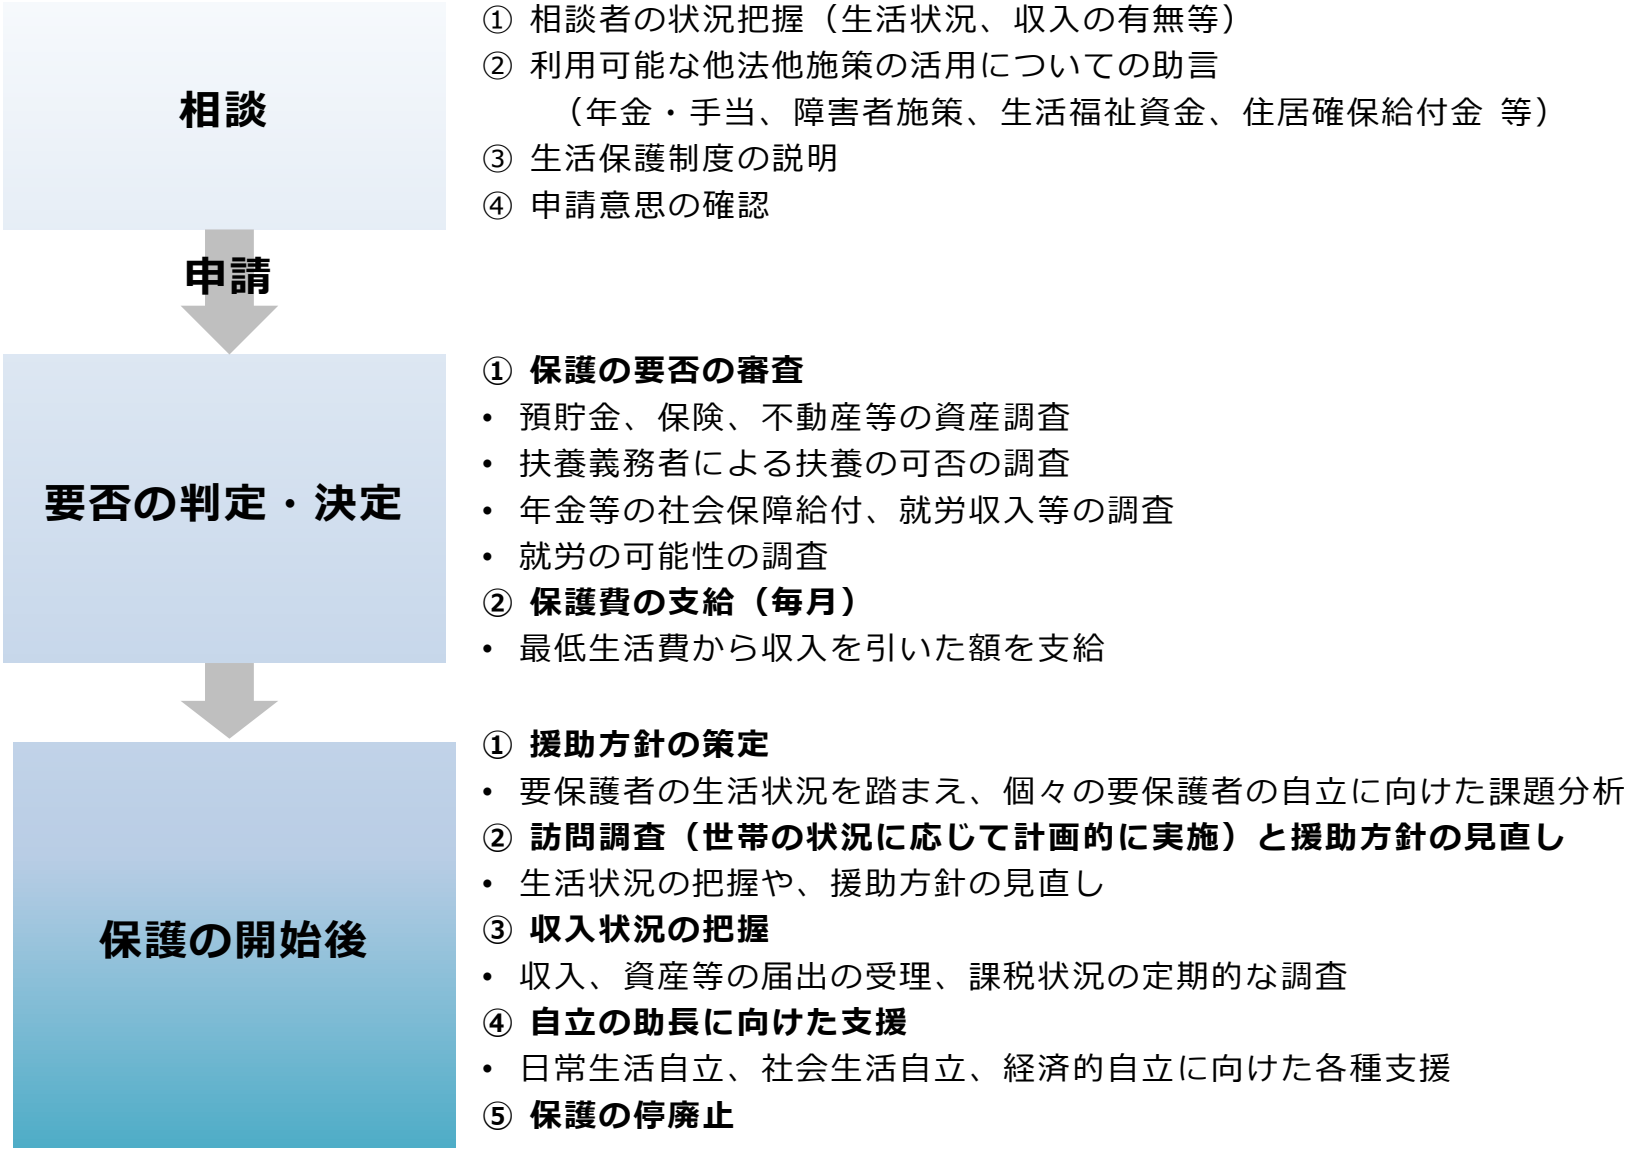 相談
① 相談者の状況把握（生活状況、収入の有無等）
② 利用可能な他法他施策の活用についての助言
（年金・手当、障害者施策、生活福祉資金、住居確保給付金 等）
③ 生活保護制度の説明
④ 申請意思の確認
申請
要否の判定・決定
① 保護の要否の審査
• 預貯金、保険、不動産等の資産調査
• 扶養義務者による扶養の可否の調査
• 年金等の社会保障給付、就労収入等の調査
• 就労の可能性の調査
② 保護費の支給（毎月）
• 最低生活費から収入を引いた額を支給
保護の開始後
① 援助方針の策定
• 要保護者の生活状況を踏まえ、個々の要保護者の自立に向けた課題分析
② 訪問調査（世帯の状況に応じて計画的に実施）と援助方針の見直し
• 生活状況の把握や、援助方針の見直し
③ 収入状況の把握
• 収入、資産等の届出の受理、課税状況の定期的な調査
④ 自立の助長に向けた支援
• 日常生活自立、社会生活自立、経済的自立に向けた各種支援
⑤ 保護の停廃止